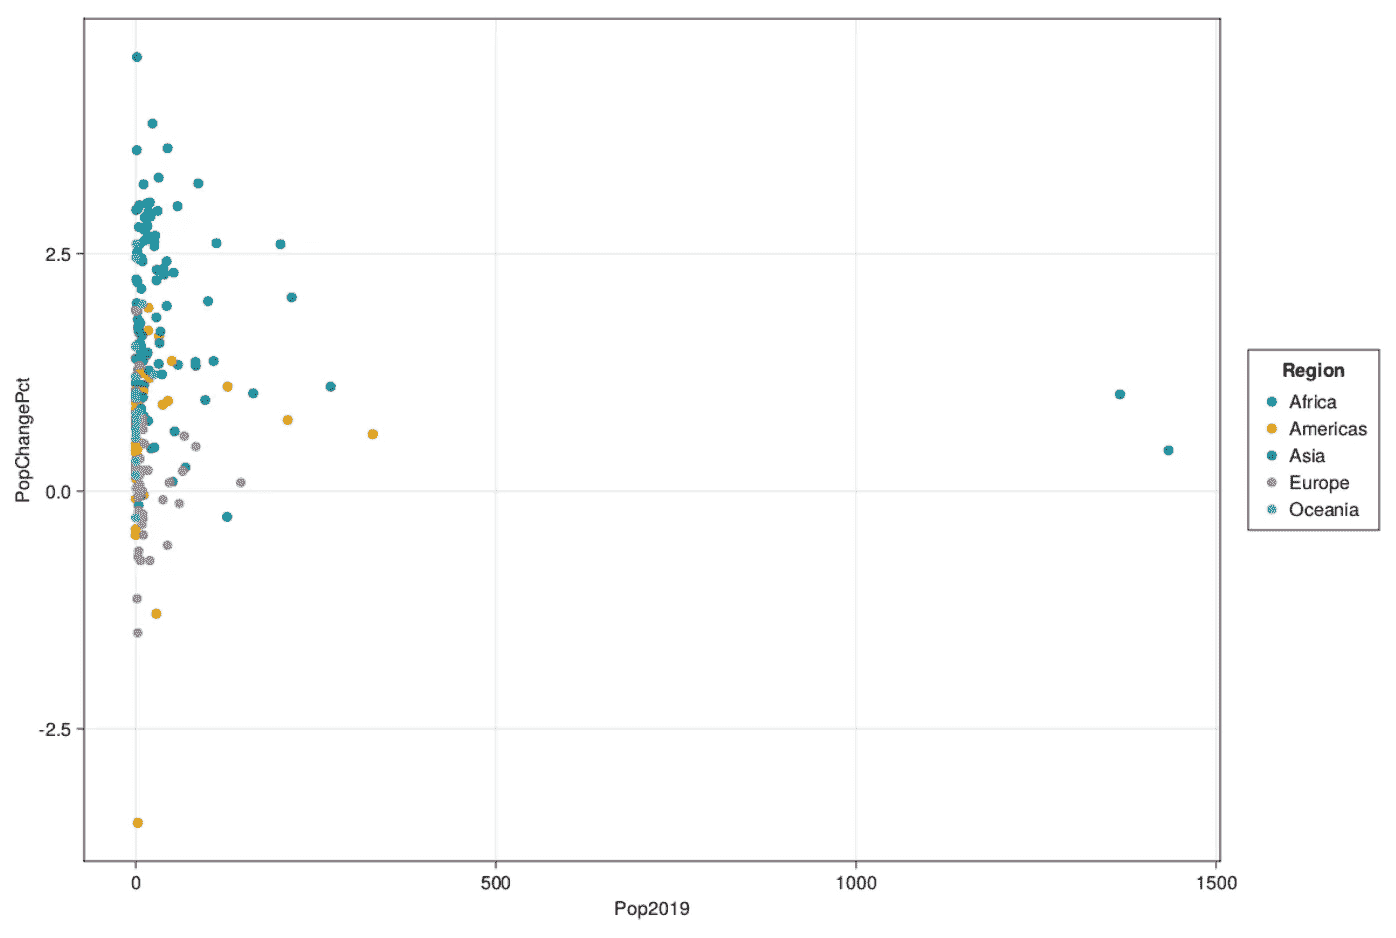 PopChangePct
2.5
0.0
-2.5
0
500
1000
1500
Pop2019
Region
Africa
Americas
Asia
Europe
Oceania